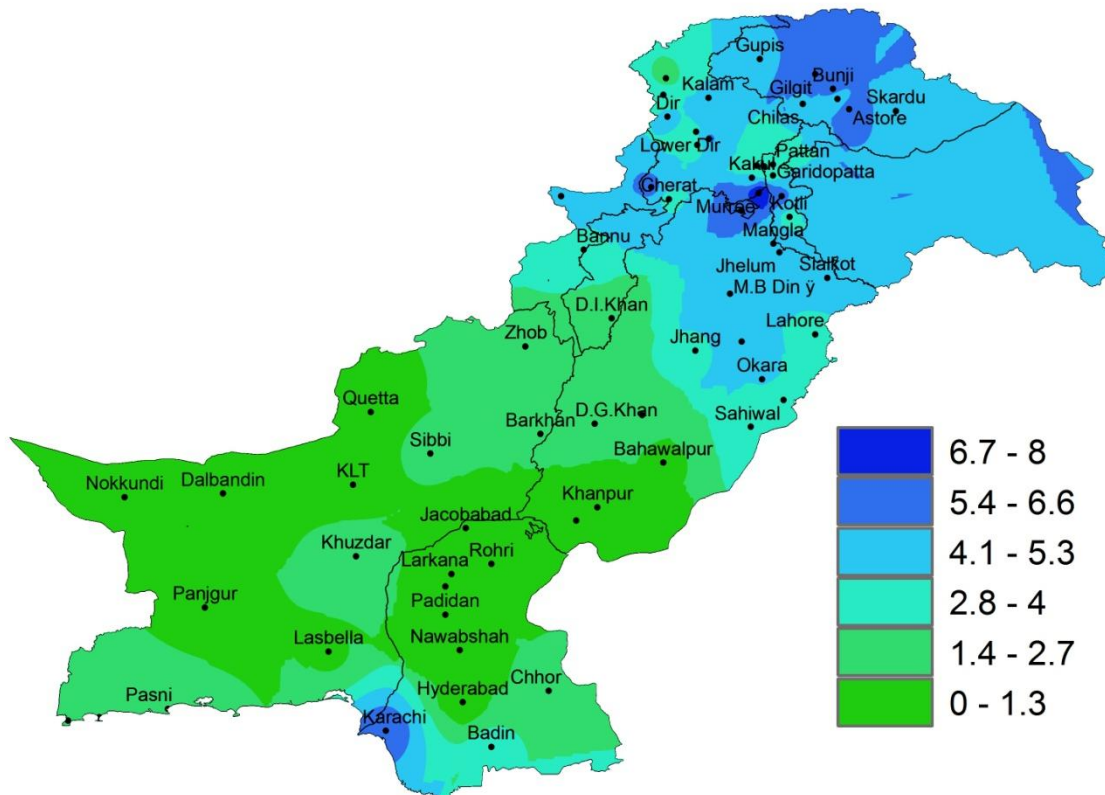 Gupis
Bunji
Kalam
Gilgit
Skardu
Dir
Chilas
Astore
Lower Dir
Pattan
Garidopatta
Cherat
Murree
Kotli
Mangla
Bannu
Jhelum
Sialkot
M.B Din ÿ
D.I.Khan
Lahore
Zhob
Jhang
Okara
Quetta
D.G.Khan
Sahiwal
Barkhan
Sibbi
Bahawalpur
6.7 - 8
KLT
Nokkundi
Dalbandin
Khanpur
5.4 - 6.6
Jacobabad
4.1 - 5.3
Khuzdar
Rohri
Larkana
2.8 - 4
Panjgur
Padidan
1.4 - 2.7
Lasbella
Nawabshah
Chhor
0 - 1.3
Pasni
Hyderabad
Karachi
Badin